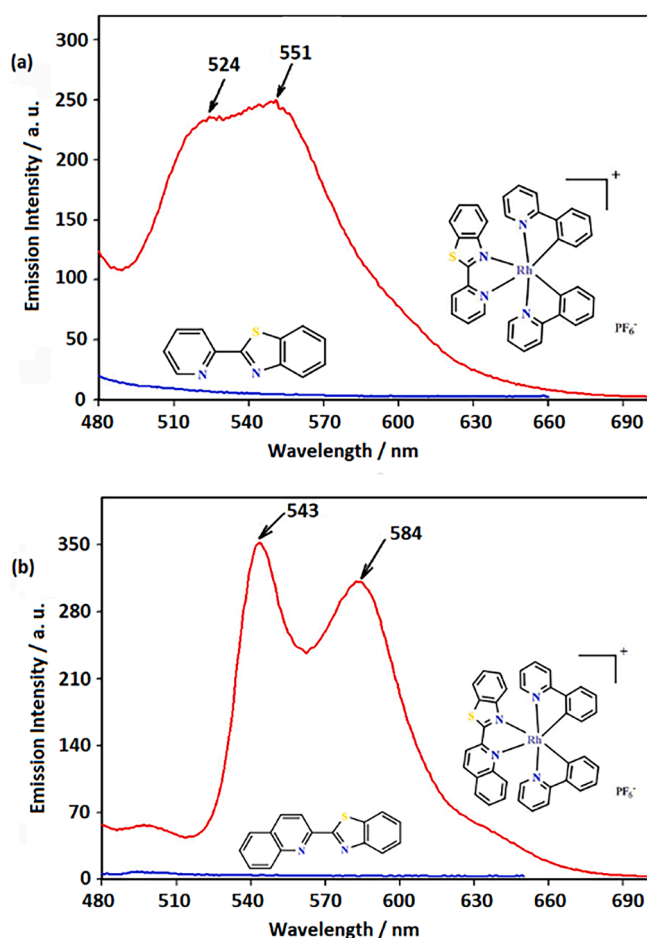 (a)
Emission Intensity / a. u.
300
250
200
150
100
50
0
524
551
S
N
N
S
N
N
N
N
Rh
+
PF6-
480
510
540
570
600
630
660
690
Wavelength / nm
(b)
Emission Intensity / a. u.
350
280
210
140
70
0
543
584
N
S
N
S
N
N
N
N
Rh
+
PF6-
480
510
540
570
600
630
660
690
Wavelength / nm